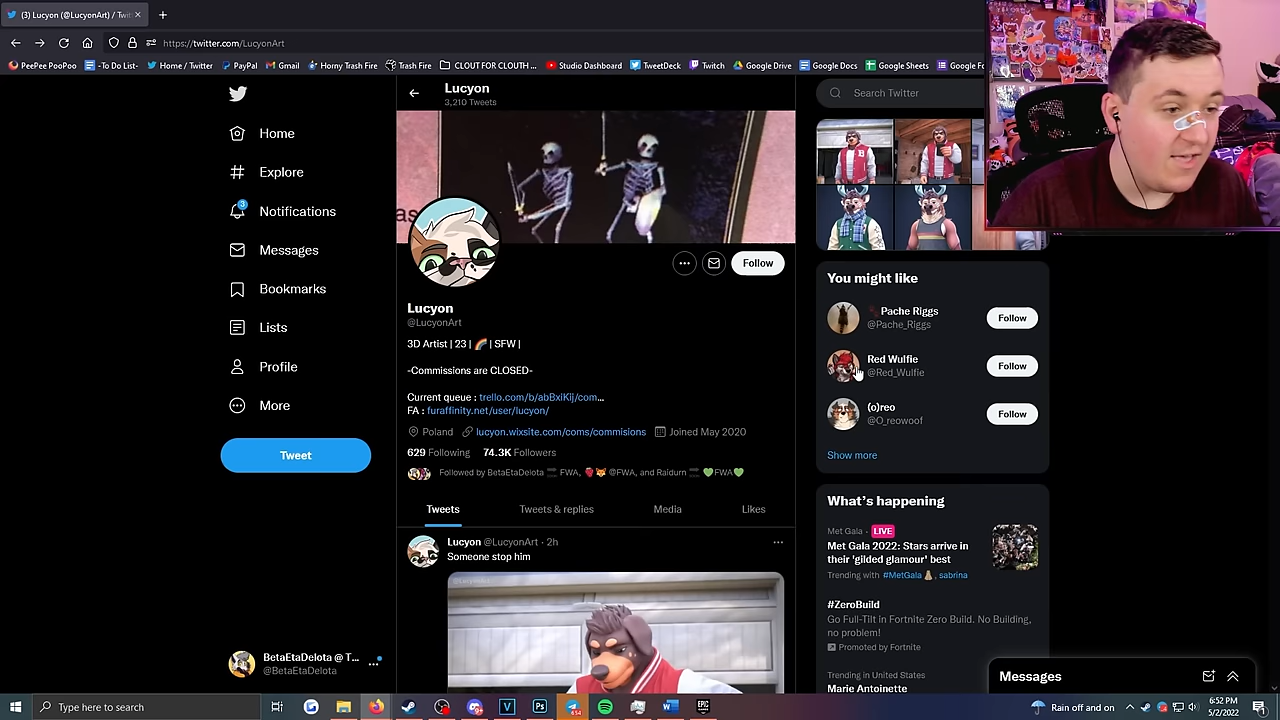 (3) Lucyon (@LucyonArt) / Twit
https://twitter.com/LucyonArt
PeePee PooPoo
-To Do List-
Home / Twitter
PayPal
Gmail
Horny Trash Fire
Trash Fire
CLOUT FOR CLOUTH ...
Studio Dashboard
TweetDeck
Twitch
Google Drive
Google Docs
Google Sheets
Google Fo
Home
Explore
3
Notifications
Messages
Bookmarks
Lists
Profile
More
Tweet
BetaEtaDelota @ T...
@BetaEtaDelota
Lucyon
3,210 Tweets
Follow
Lucyon
@LucyonArt
3D Artist | 23 | 🌈 | SFW |
-Commissions are CLOSED-
Current queue : trello.com/b/abBxiKij/com...
FA : furaffinity.net/user/lucyon/
Poland
lucyon.wixsite.com/coms/commisions
Joined May 2020
629 Following 74.3K Followers
Followed by BetaEtaDelota FWA, @FWA, and Raidurn 💚FWA💚
Tweets
Tweets & replies
Media
Likes
Lucyon @LucyonArt · 2h
Someone stop him
@LucyonArt
Search Twitter
You might like
Pache Riggs
@Pache_Riggs
Follow
Red Wulfie
@Red_Wulfie
Follow
(o)reo
@O_reowoof
Follow
Show more
What's happening
Met Gala · LIVE
Met Gala 2022: Stars arrive in
their 'gilded glamour' best
Trending with #MetGala, sabrina
#ZeroBuild
Go Full-Tilt in Fortnite Zero Build. No Building,
no problem!
Promoted by Fortnite
Trending in United States
Marie Antoinette
Messages
Type here to search
Rain off and on
6:52 PM
5/2/2022